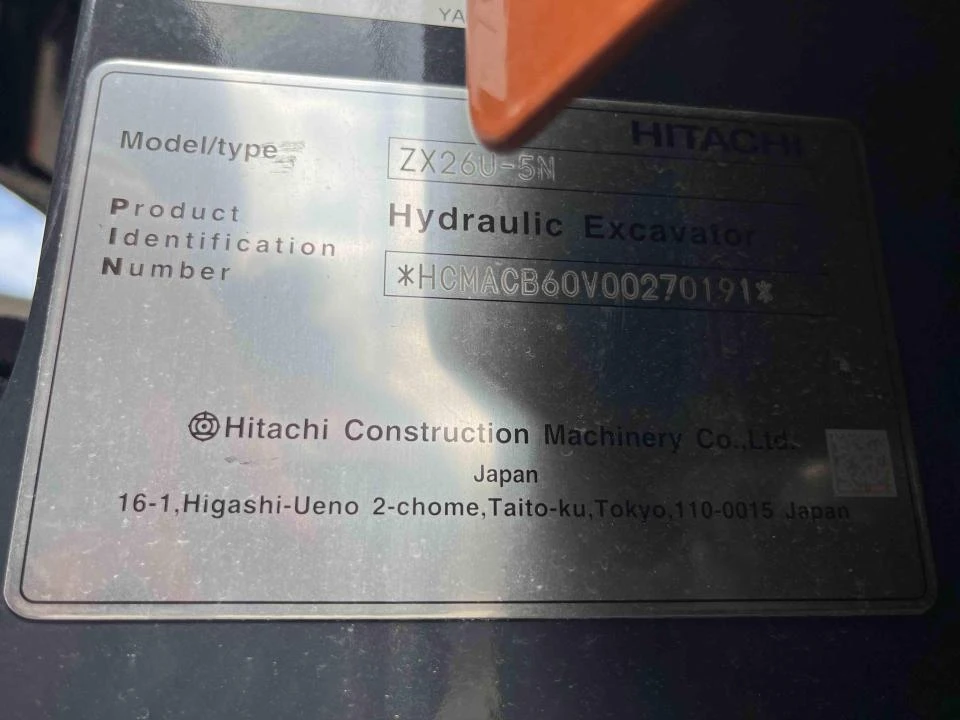 YA
HITACHI
Model/type ZX26U-5N
Hydraulic Excavator
Product
Identification
Number *HCMACB60V00270191*
Hitachi Construction Machinery Co.,Ltd.
Japan
16-1,Higashi-Ueno 2-chome,Taito-ku,Tokyo,110-0015 Japan